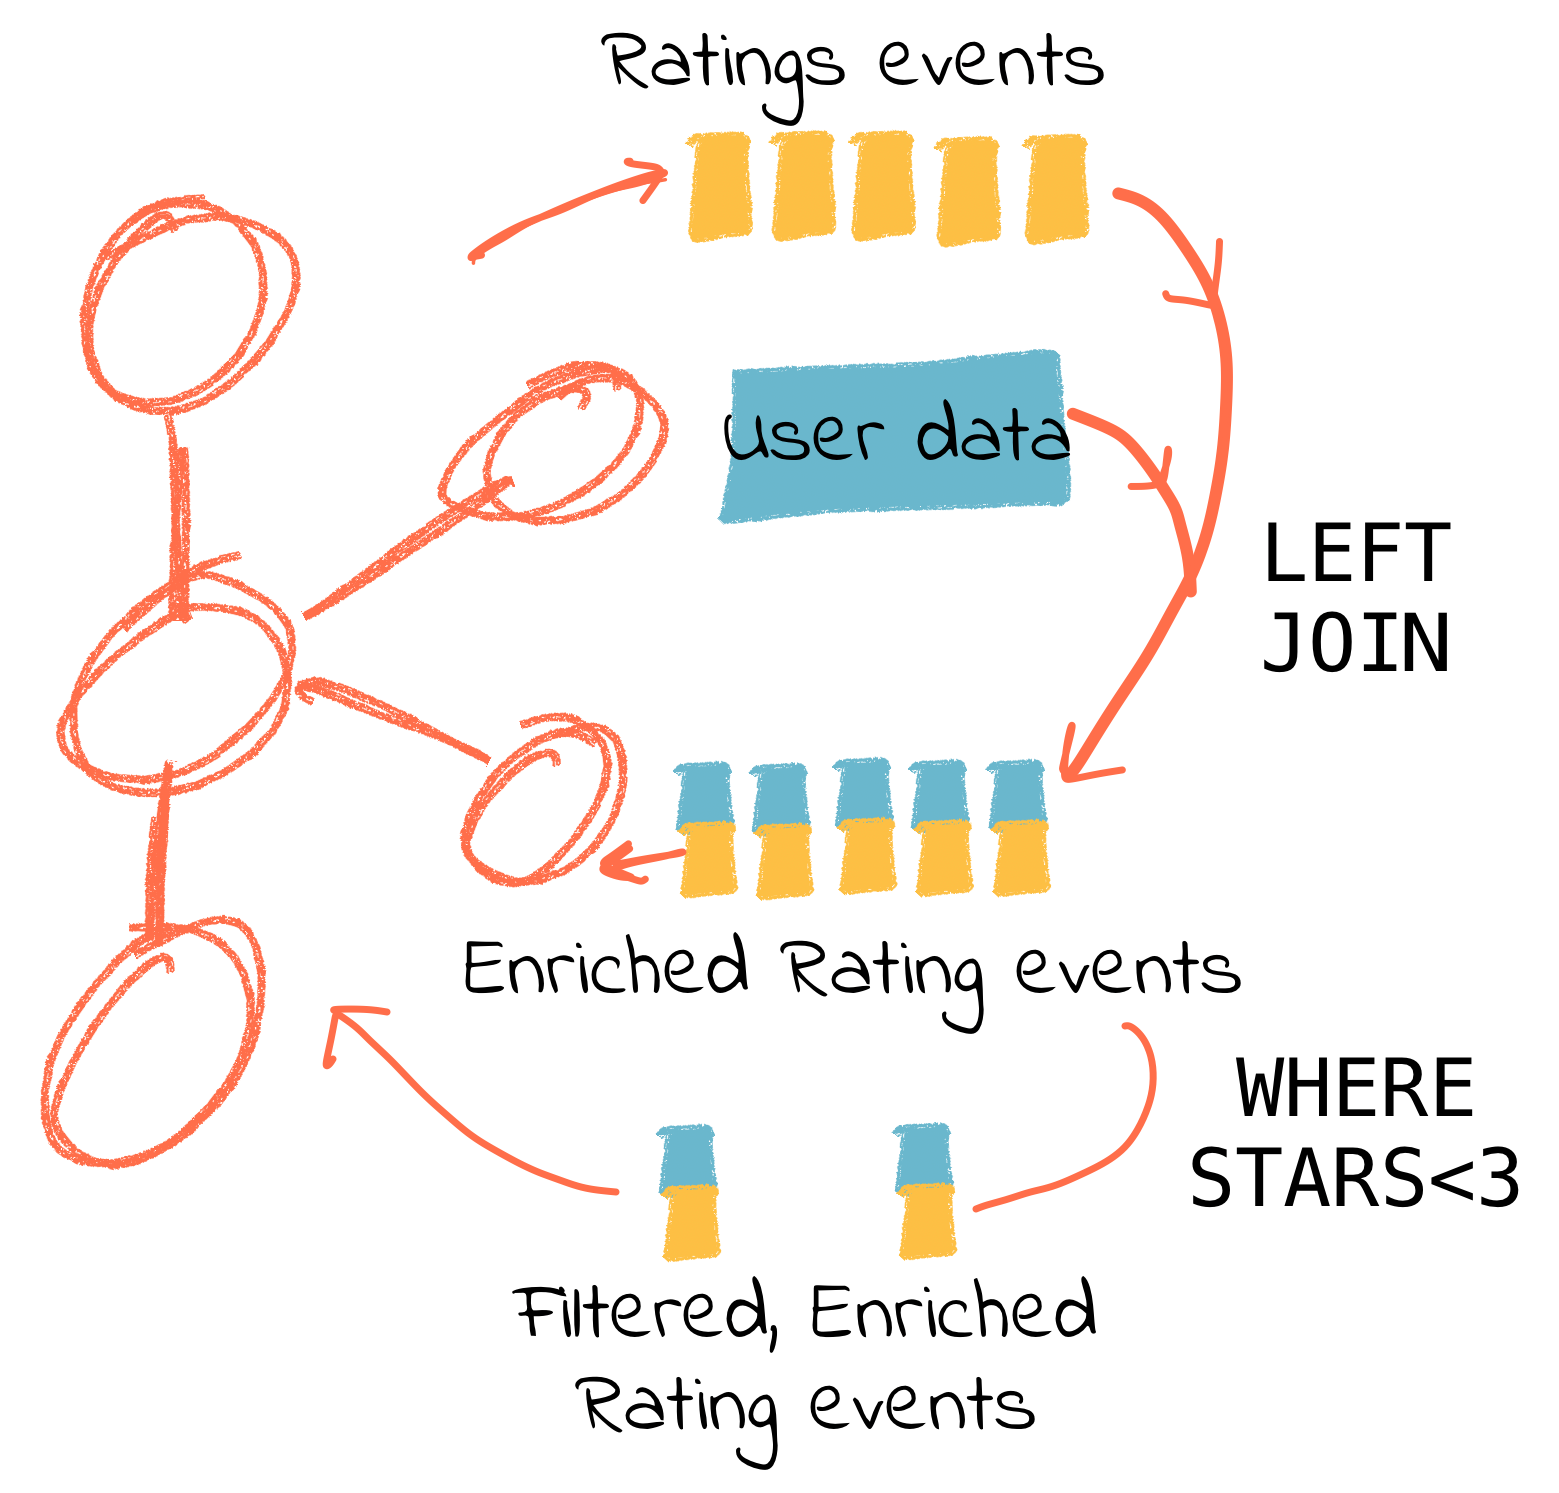 Ratings events
User data
LEFT
JOIN
Enriched Rating events
WHERE
STARS<3
Filtered, Enriched
Rating events